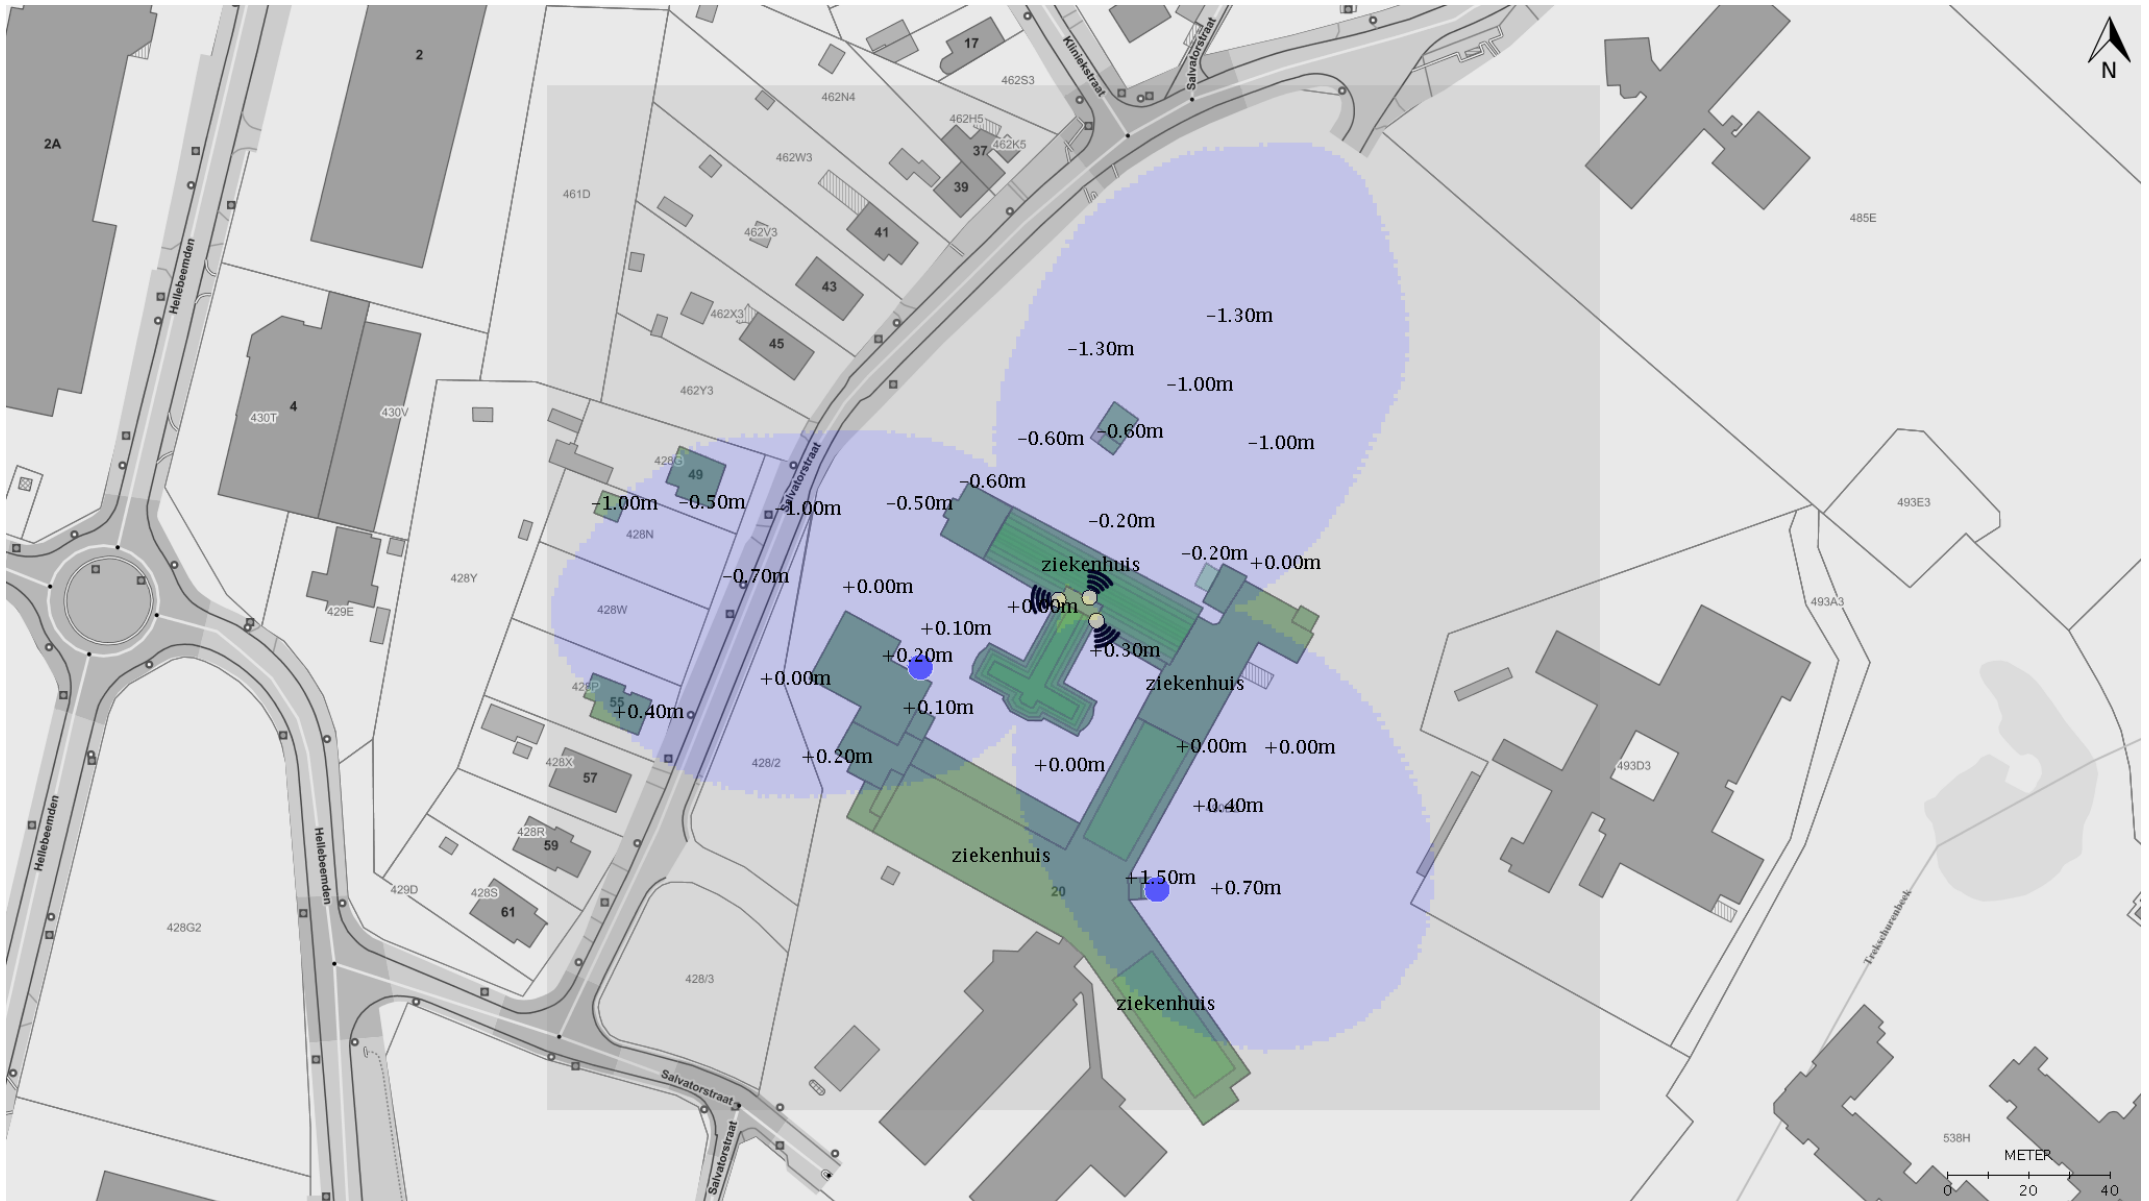 2
17
Kliniekstraat
Salvatorstraat
N
2A
462S3
462N4
462H5
37
462K5
462W3
39
461D
485E
462V3
41
Hellebeemden
43
-1.30m
462X3
45
-1.30m
-1.00m
462Y3
4
430T
430V
-0.60m
-0.60m
-1.00m
428G
49
Salvatorstraat
-0.60m
-1.00m
-0.50m
-1.00m
-0.50m
493E3
-0.20m
428N
-0.20m
+0.00m
ziekenhuis
428Y
-0.70m
+0.00m
493A3
429E
428W
+0.00m
+0.10m
+0.30m
+0.20m
+0.00m
ziekenhuis
428P
55
+0.40m
+0.10m
+0.00m
+0.00m
+0.20m
428/2
+0.00m
493D3
428X
57
+0.40m
Hellebeemden
Hellebeemden
428R
59
ziekenhuis
+1.50m
+0.70m
20
429D
428S
61
428G2
Trekschurenbeek
428/3
ziekenhuis
Salvatorstraat
Salvatorstraat
538H
METER
0 20 40